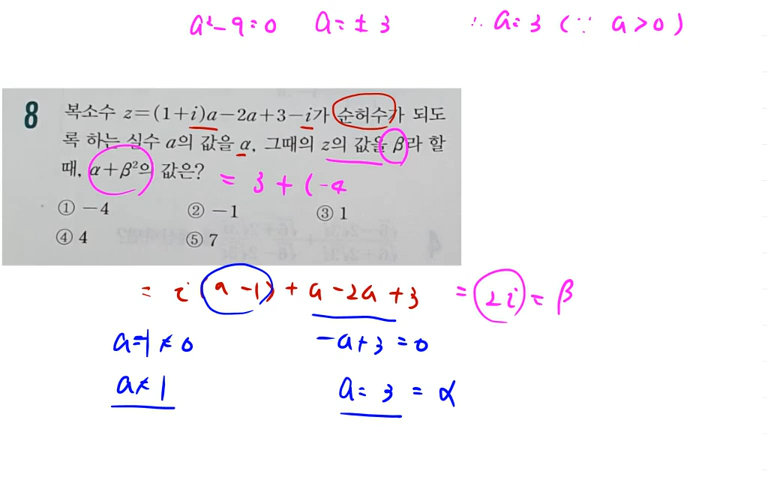 a²-9=0 a=±3 ∴ a=3 (∵ a>0)
8 복소수 z=(1+i)a-2a+3-i가 순허수가 되도
록 하는 실수 a의 값을 α, 그때의 z의 값을 β라 할
때, α+β²의 값은? = 3+(-4
① -4 ② -1 ③ 1
④ 4 ⑤ 7
= i(a-1)+a-2a+3 = 2i = β
a-1≠0 -a+3=0
a≠1 a=3=α